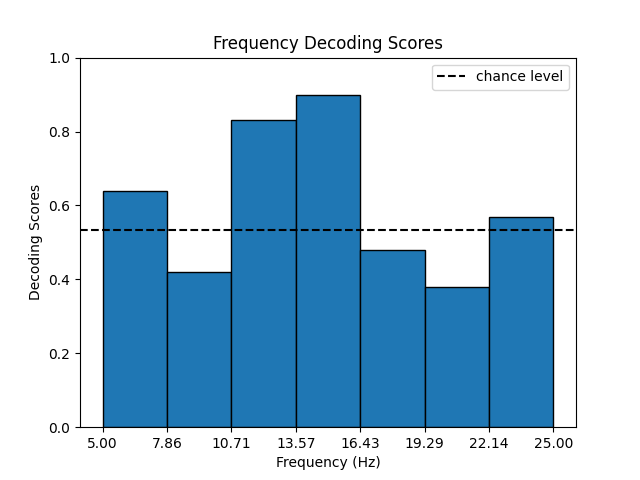 Frequency Decoding Scores
chance level
1.0
0.8
0.6
0.4
0.2
0.0
Decoding Scores
5.00 7.86 10.71 13.57 16.43 19.29 22.14 25.00
Frequency (Hz)